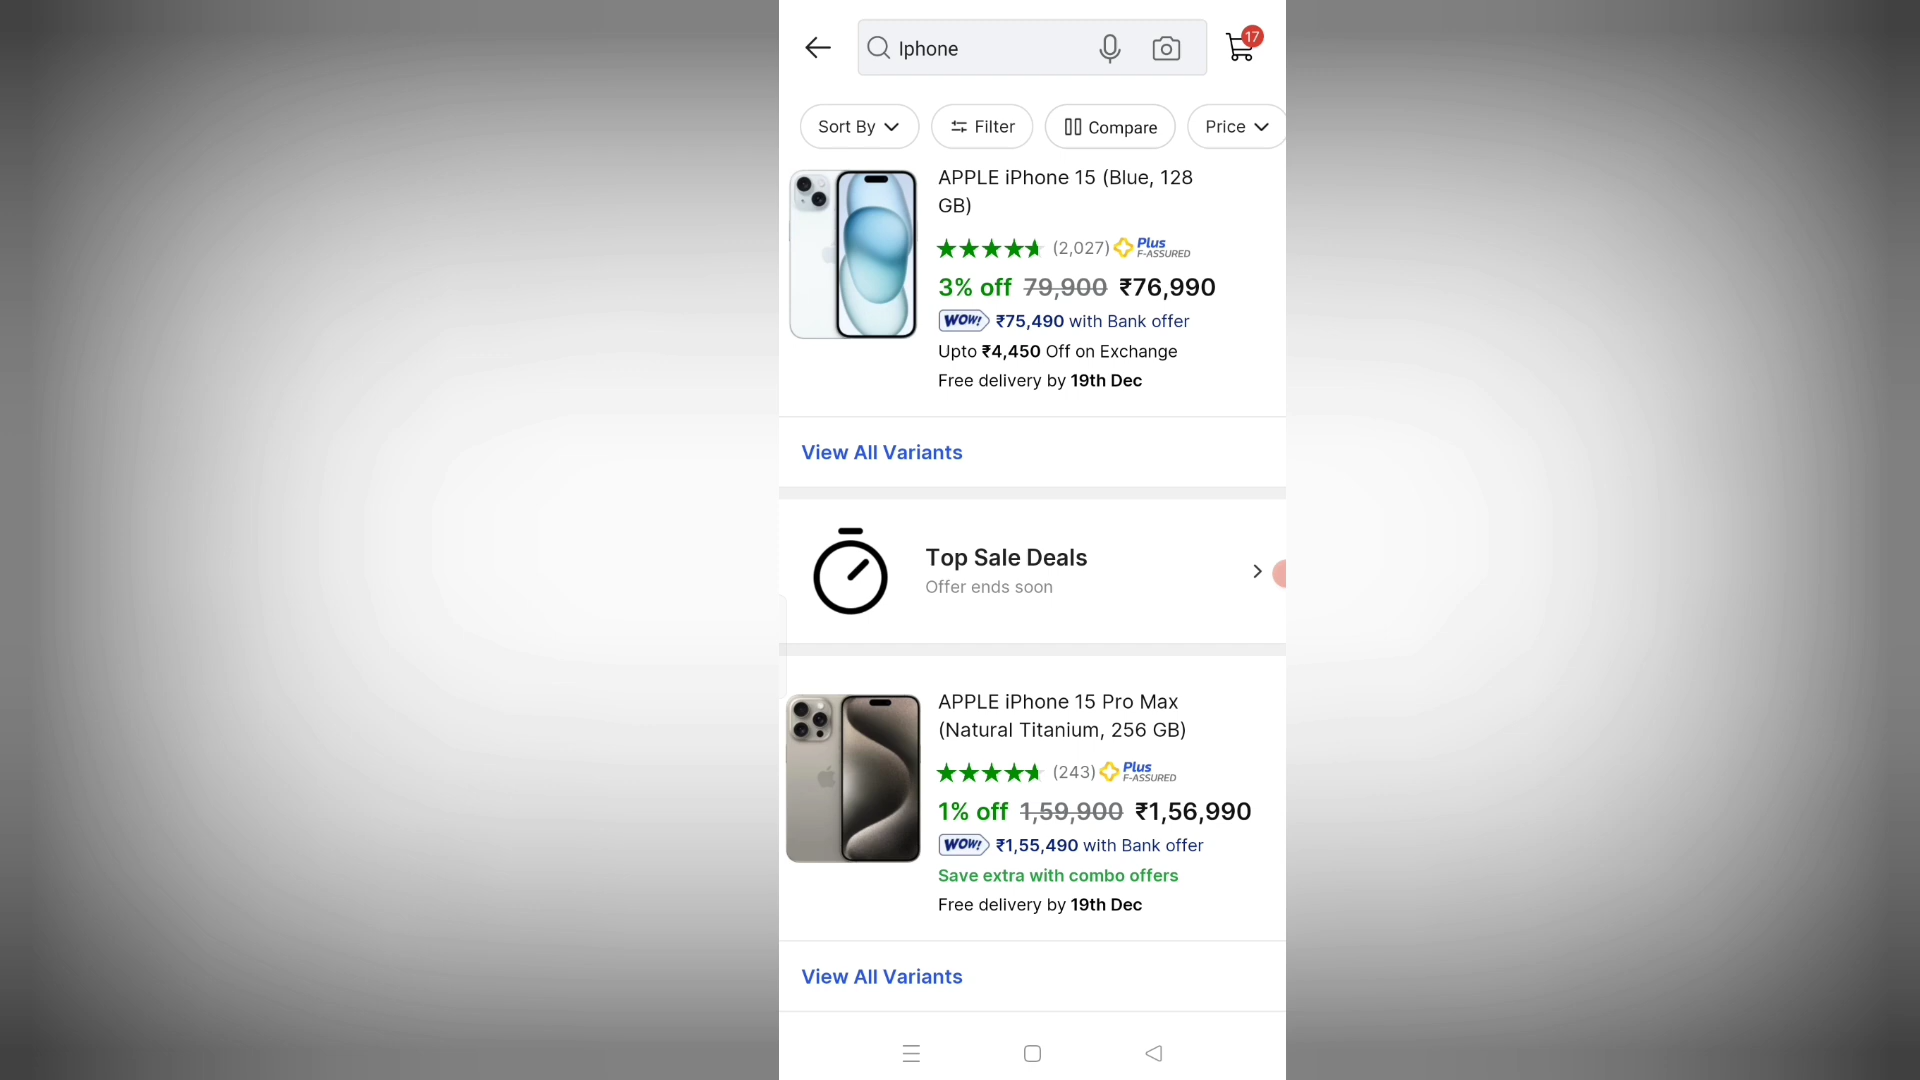 Iphone
17
Sort By
Filter
Compare
Price
APPLE iPhone 15 (Blue, 128
GB)
(2,027) Plus
F-ASSURED
3% off 79,900 ₹76,990
WOW! ₹75,490 with Bank offer
Upto ₹4,450 Off on Exchange
Free delivery by 19th Dec
View All Variants
Top Sale Deals
Offer ends soon
APPLE iPhone 15 Pro Max
(Natural Titanium, 256 GB)
(243) Plus
F-ASSURED
1% off 1,59,900 ₹1,56,990
WOW! ₹1,55,490 with Bank offer
Save extra with combo offers
Free delivery by 19th Dec
View All Variants